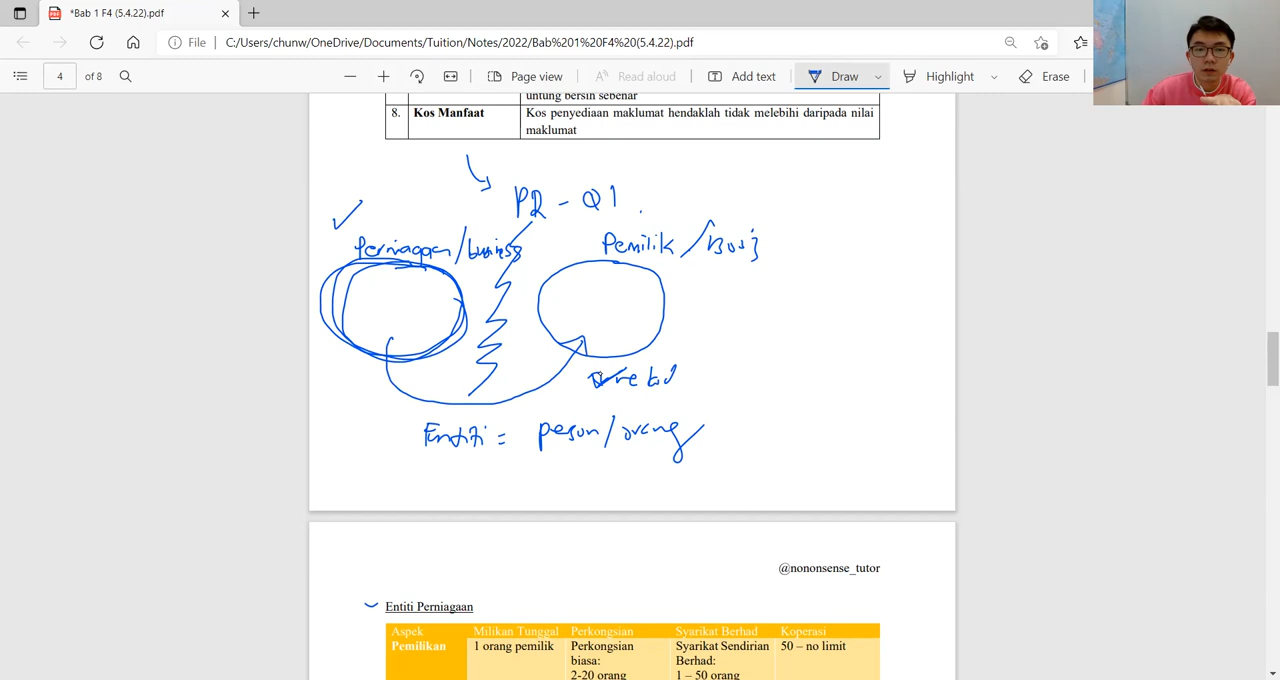 *Bab 1 F4 (5.4.22).pdf
File C:/Users/chunw/OneDrive/Documents/Tuition/Notes/2022/Bab%201%20F4%20(5.4.22).pdf
4 of 8 Page view Read aloud Add text Draw Highlight Erase
untung bersih sebenar
8. Kos Manfaat Kos penyediaan maklumat hendaklah tidak melebihi daripada nilai
maklumat
P2 - Q1
Perniagaan/business Pemilik/Bos
Entiti = person/orang
@nononsense_tutor
Entiti Perniagaan
Aspek Milikan Tunggal Perkongsian Syarikat Berhad Koperasi
Pemilikan 1 orang pemilik Perkongsian Syarikat Sendirian 50 – no limit
biasa: Berhad:
2-20 orang 1 – 50 orang